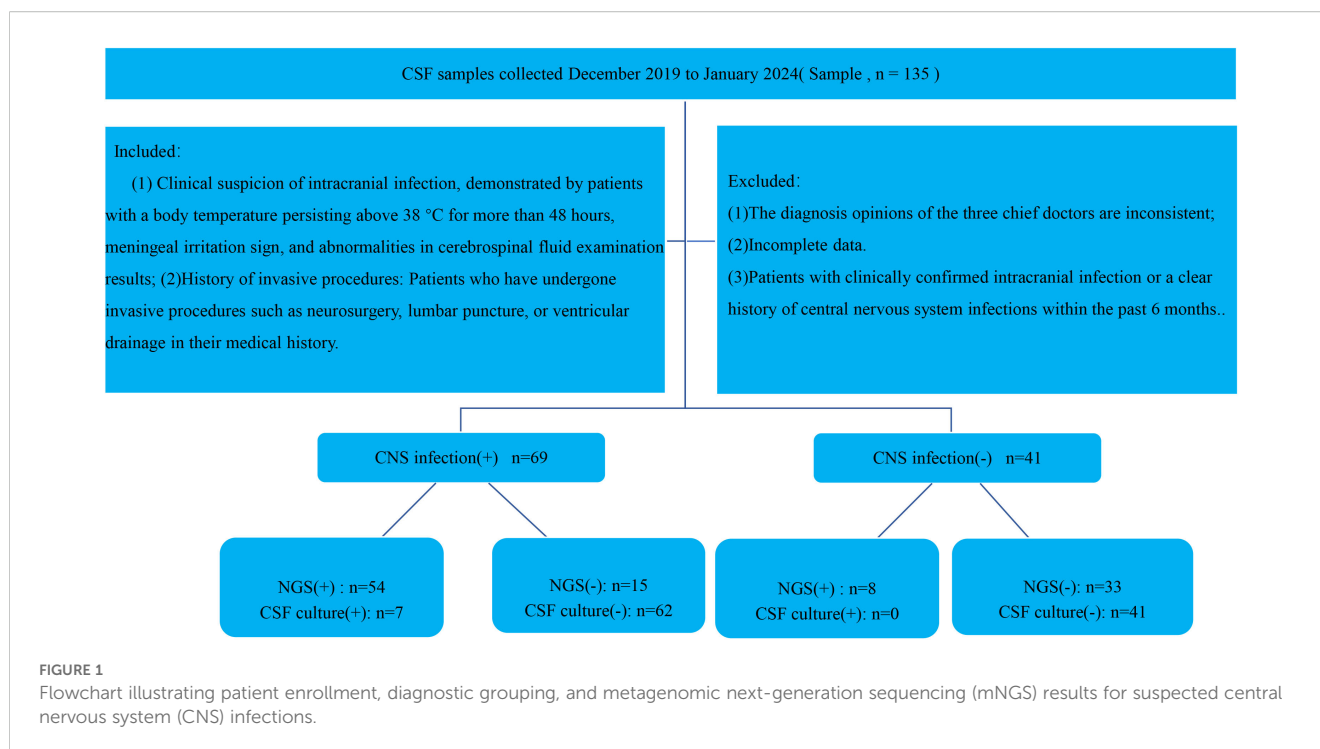 CSF samples collected December 2019 to January 2024( Sample , n = 135 )
Included:
(1) Clinical suspicion of intracranial infection, demonstrated by patients
with a body temperature persisting above 38 °C for more than 48 hours,
meningeal irritation sign, and abnormalities in cerebrospinal fluid examination
results; (2)History of invasive procedures: Patients who have undergone
invasive procedures such as neurosurgery, lumbar puncture, or ventricular
drainage in their medical history.
Excluded:
(1)The diagnosis opinions of the three chief doctors are inconsistent;
(2)Incomplete data.
(3)Patients with clinically confirmed intracranial infection or a clear
history of central nervous system infections within the past 6 months..
CNS infection(+) n=69
CNS infection(-) n=41
NGS(+) : n=54
CSF culture(+): n=7
NGS(-): n=15
CSF culture(-): n=62
NGS(+) : n=8
CSF culture(+): n=0
NGS(-): n=33
CSF culture(-): n=41
FIGURE 1
Flowchart illustrating patient enrollment, diagnostic grouping, and metagenomic next-generation sequencing (mNGS) results for suspected central
nervous system (CNS) infections.